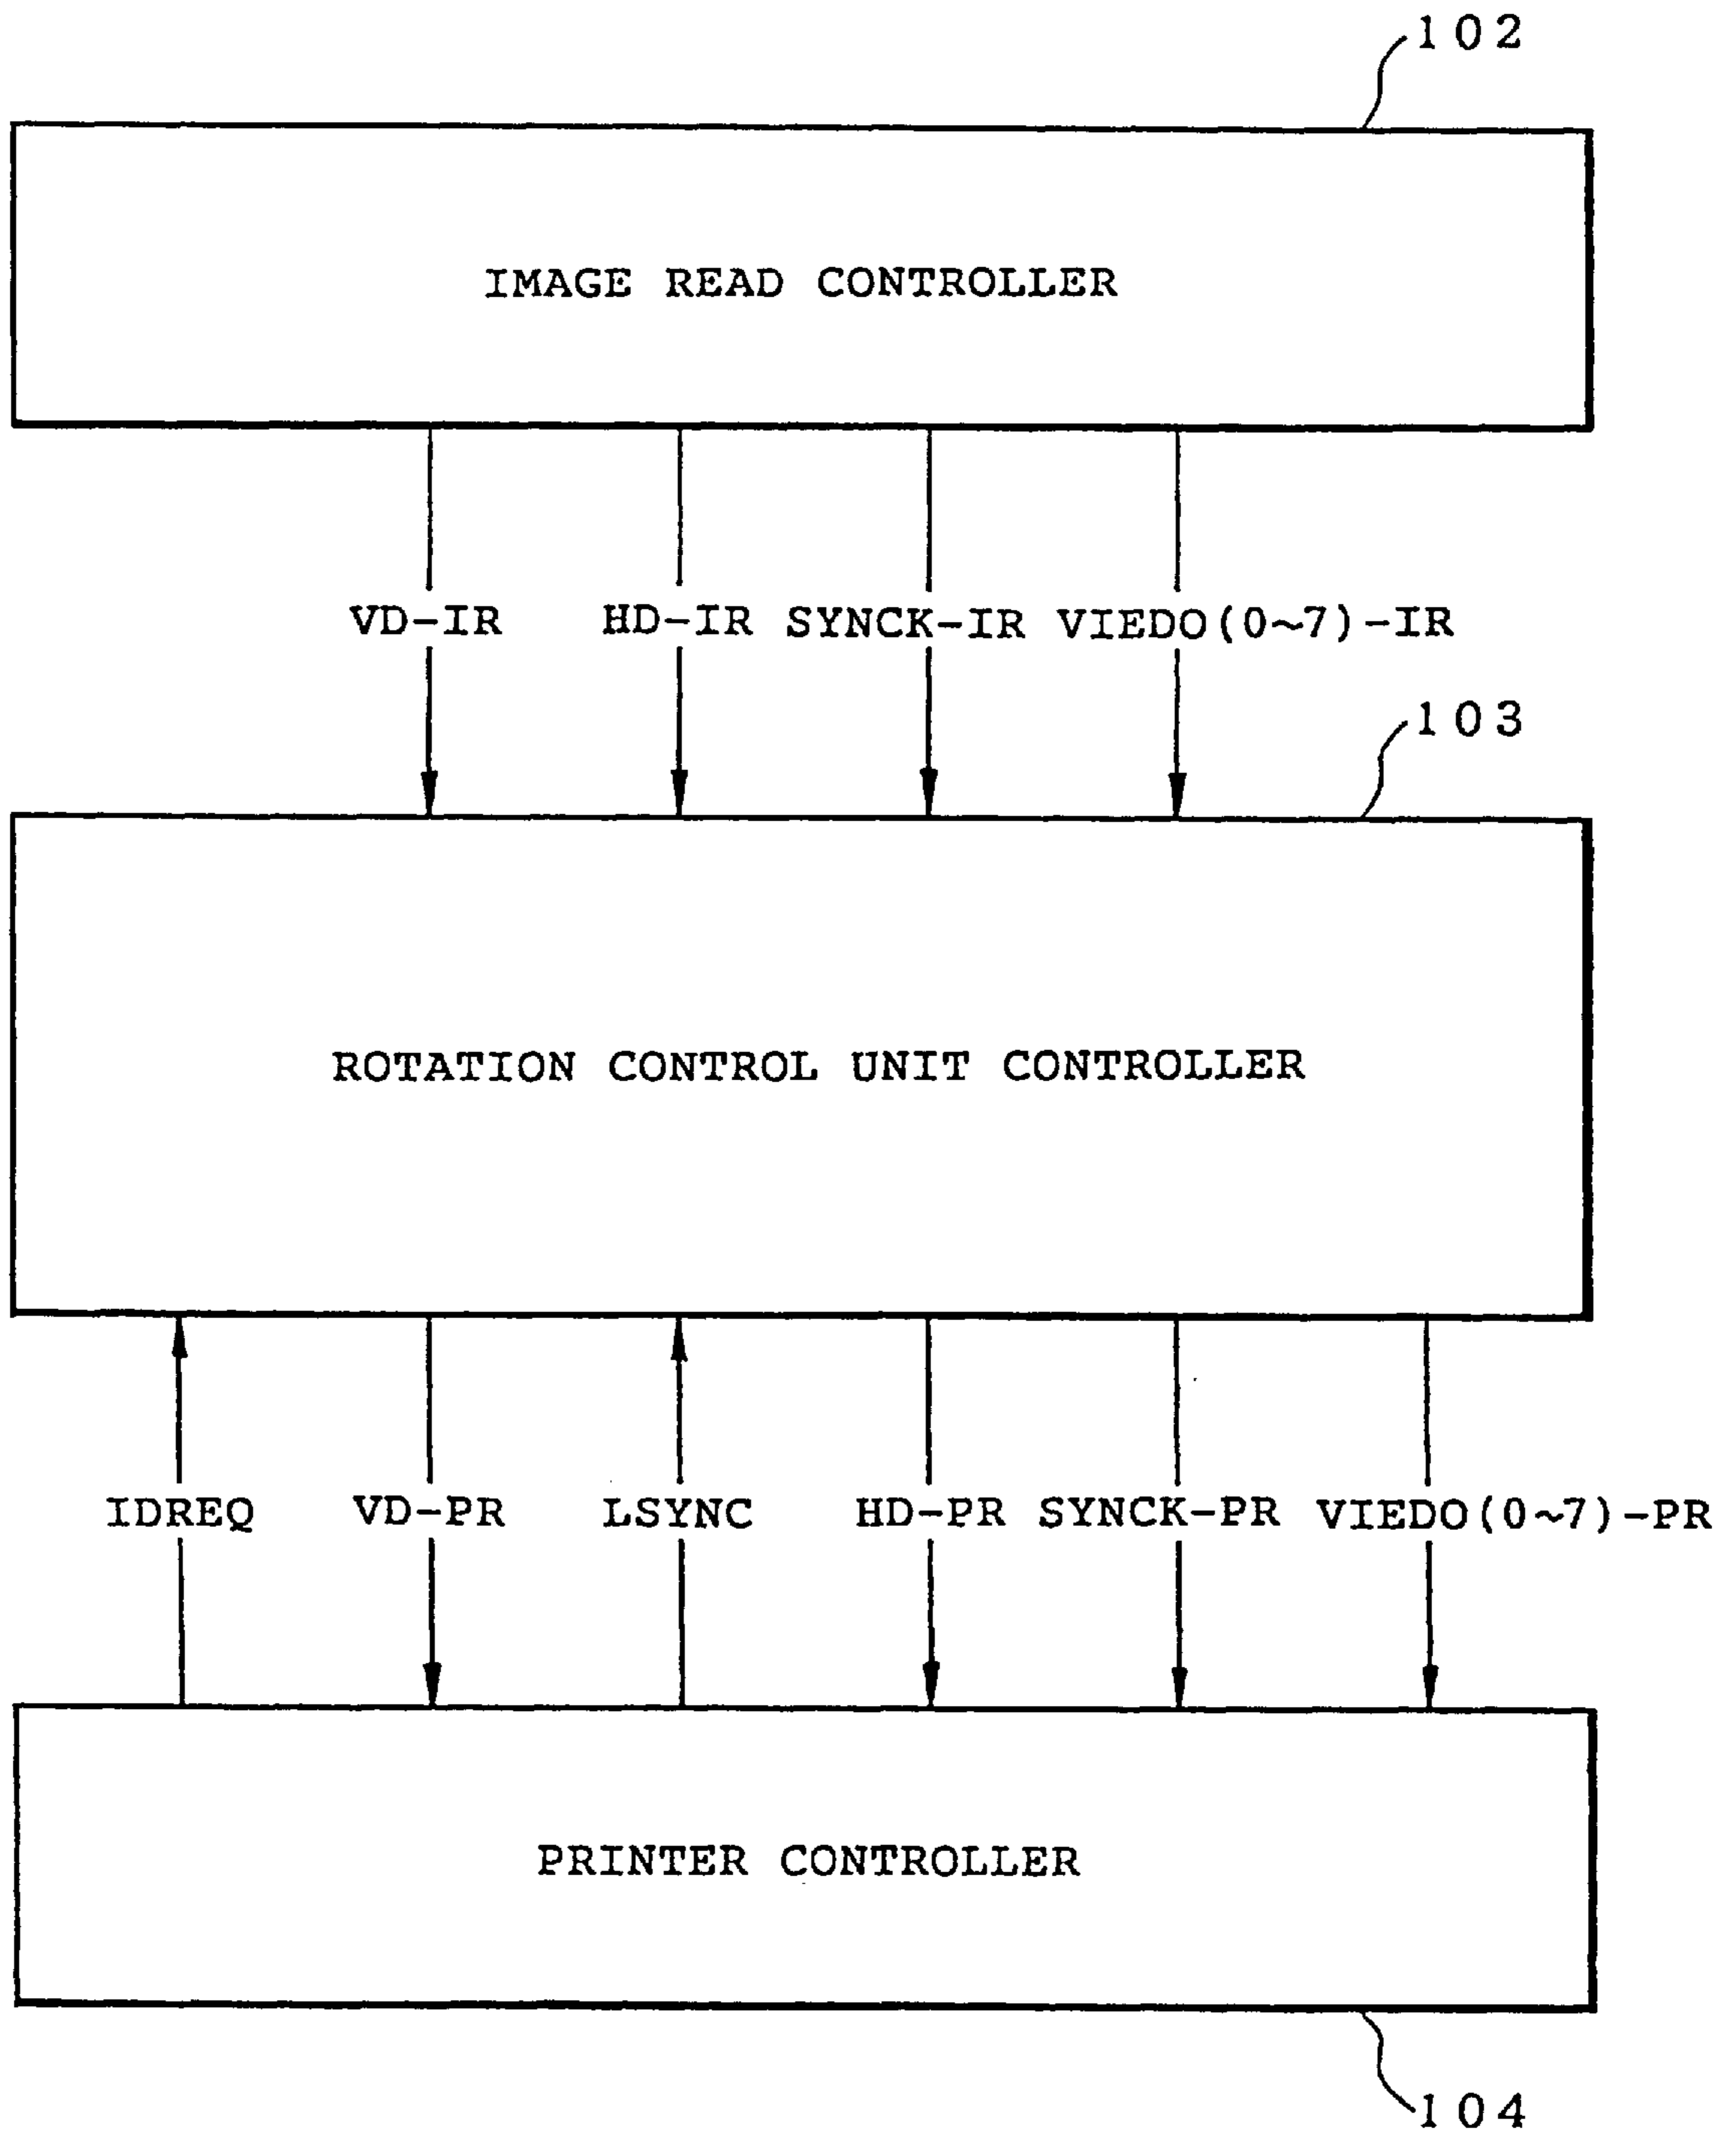 102
IMAGE READ CONTROLLER
VD-IR HD-IR SYNCK-IR VIEDO(0~7)-IR
103
ROTATION CONTROL UNIT CONTROLLER
IDREQ VD-PR LSYNC HD-PR SYNCK-PR VIEDO(0~7)-PR
PRINTER CONTROLLER
104